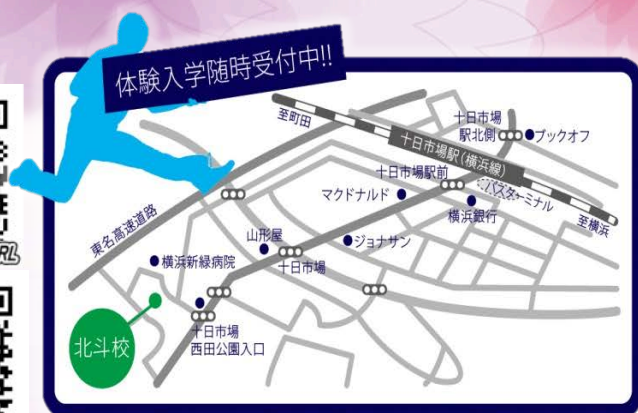 体験入学随時受付中!!
至町田
十日市場
駅北側
ブックオフ
十日市場駅(横浜線)
十日市場駅前
バスターミナル
マクドナルド
横浜銀行
至横浜
東名高速道路
山形屋
ジョナサン
横浜新緑病院
十日市場
北斗校
十日市場
西田公園入口
RL